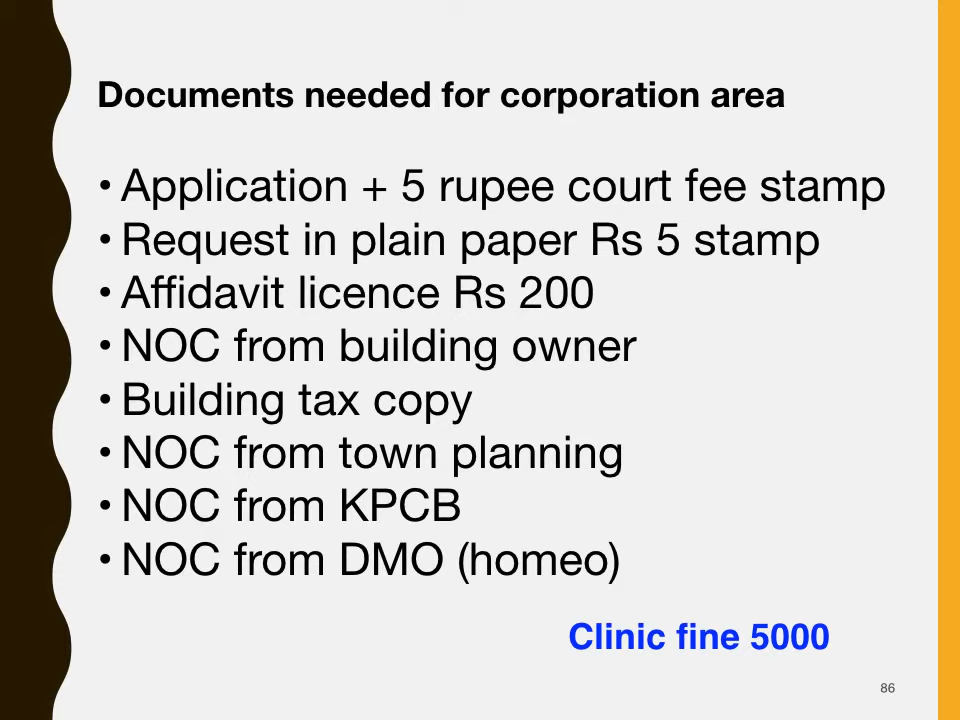 Documents needed for corporation area
• Application + 5 rupee court fee stamp
• Request in plain paper Rs 5 stamp
• Affidavit licence Rs 200
• NOC from building owner
• Building tax copy
• NOC from town planning
• NOC from KPCB
• NOC from DMO (homeo)
Clinic fine 5000
86